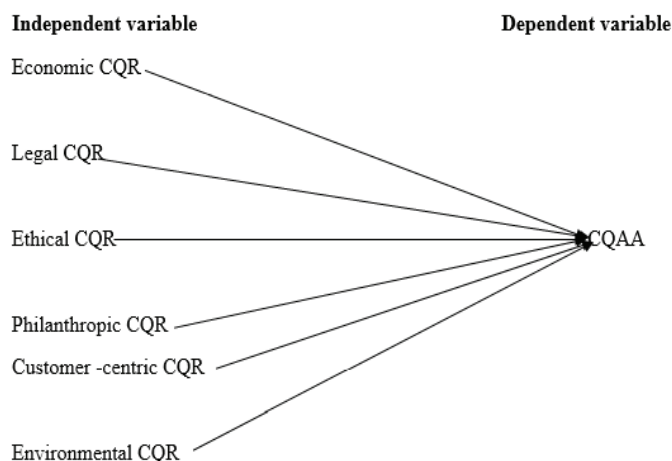 Independent variable Dependent variable
Economic CQR
Legal CQR
Ethical CQR CQAA
Philanthropic CQR
Customer -centric CQR
Environmental CQR